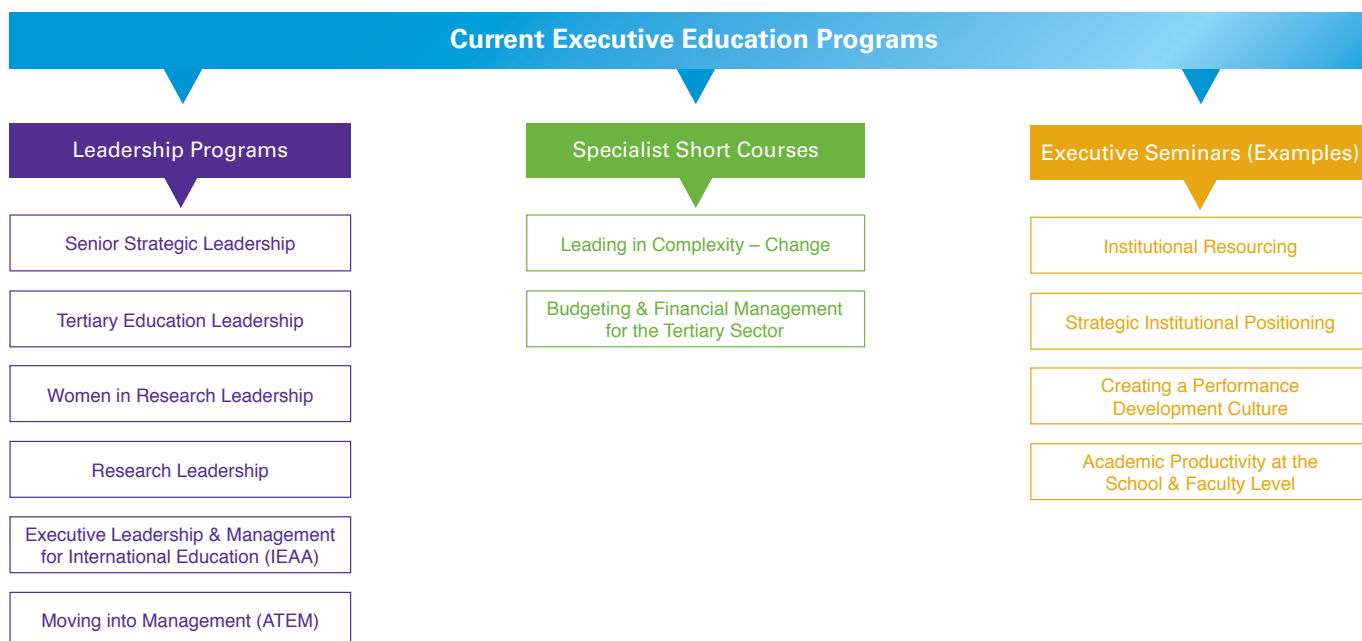 Current Executive Education Programs
Leadership Programs
Senior Strategic Leadership
Tertiary Education Leadership
Women in Research Leadership
Research Leadership
Executive Leadership & Management
for International Education (IEAA)
Moving into Management (ATEM)
Specialist Short Courses
Leading in Complexity – Change
Budgeting & Financial Management
for the Tertiary Sector
Executive Seminars (Examples)
Institutional Resourcing
Strategic Institutional Positioning
Creating a Performance
Development Culture
Academic Productivity at the
School & Faculty Level